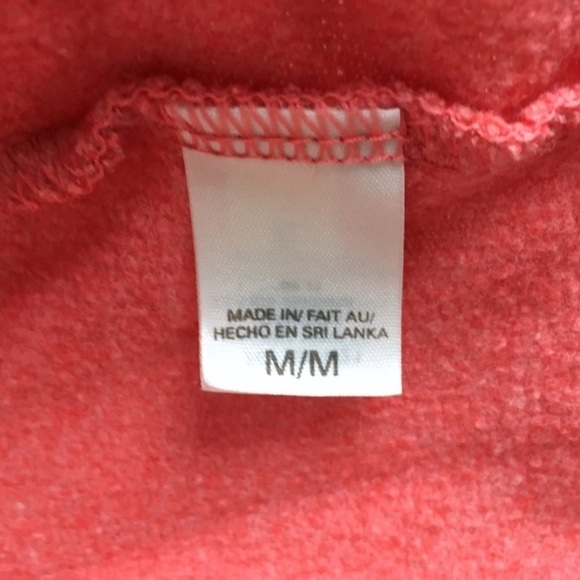 MADE IN/ FAIT AU/
HECHO EN SRI LANKA
M/M